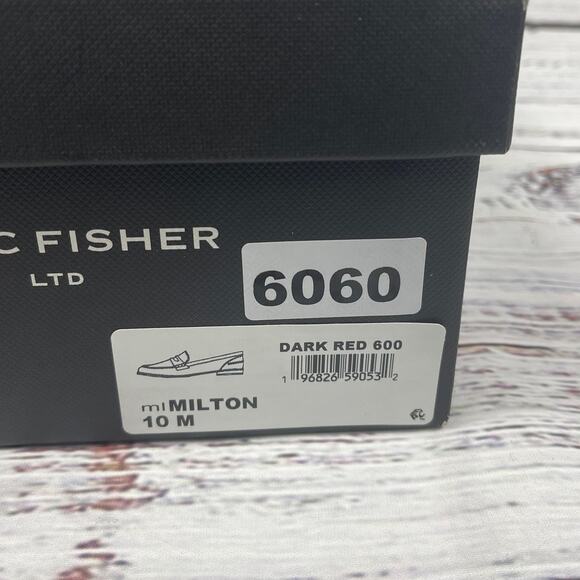 C FISHER
LTD
6060
DARK RED 600
1 96826 59053 2
mlMILTON
10 M